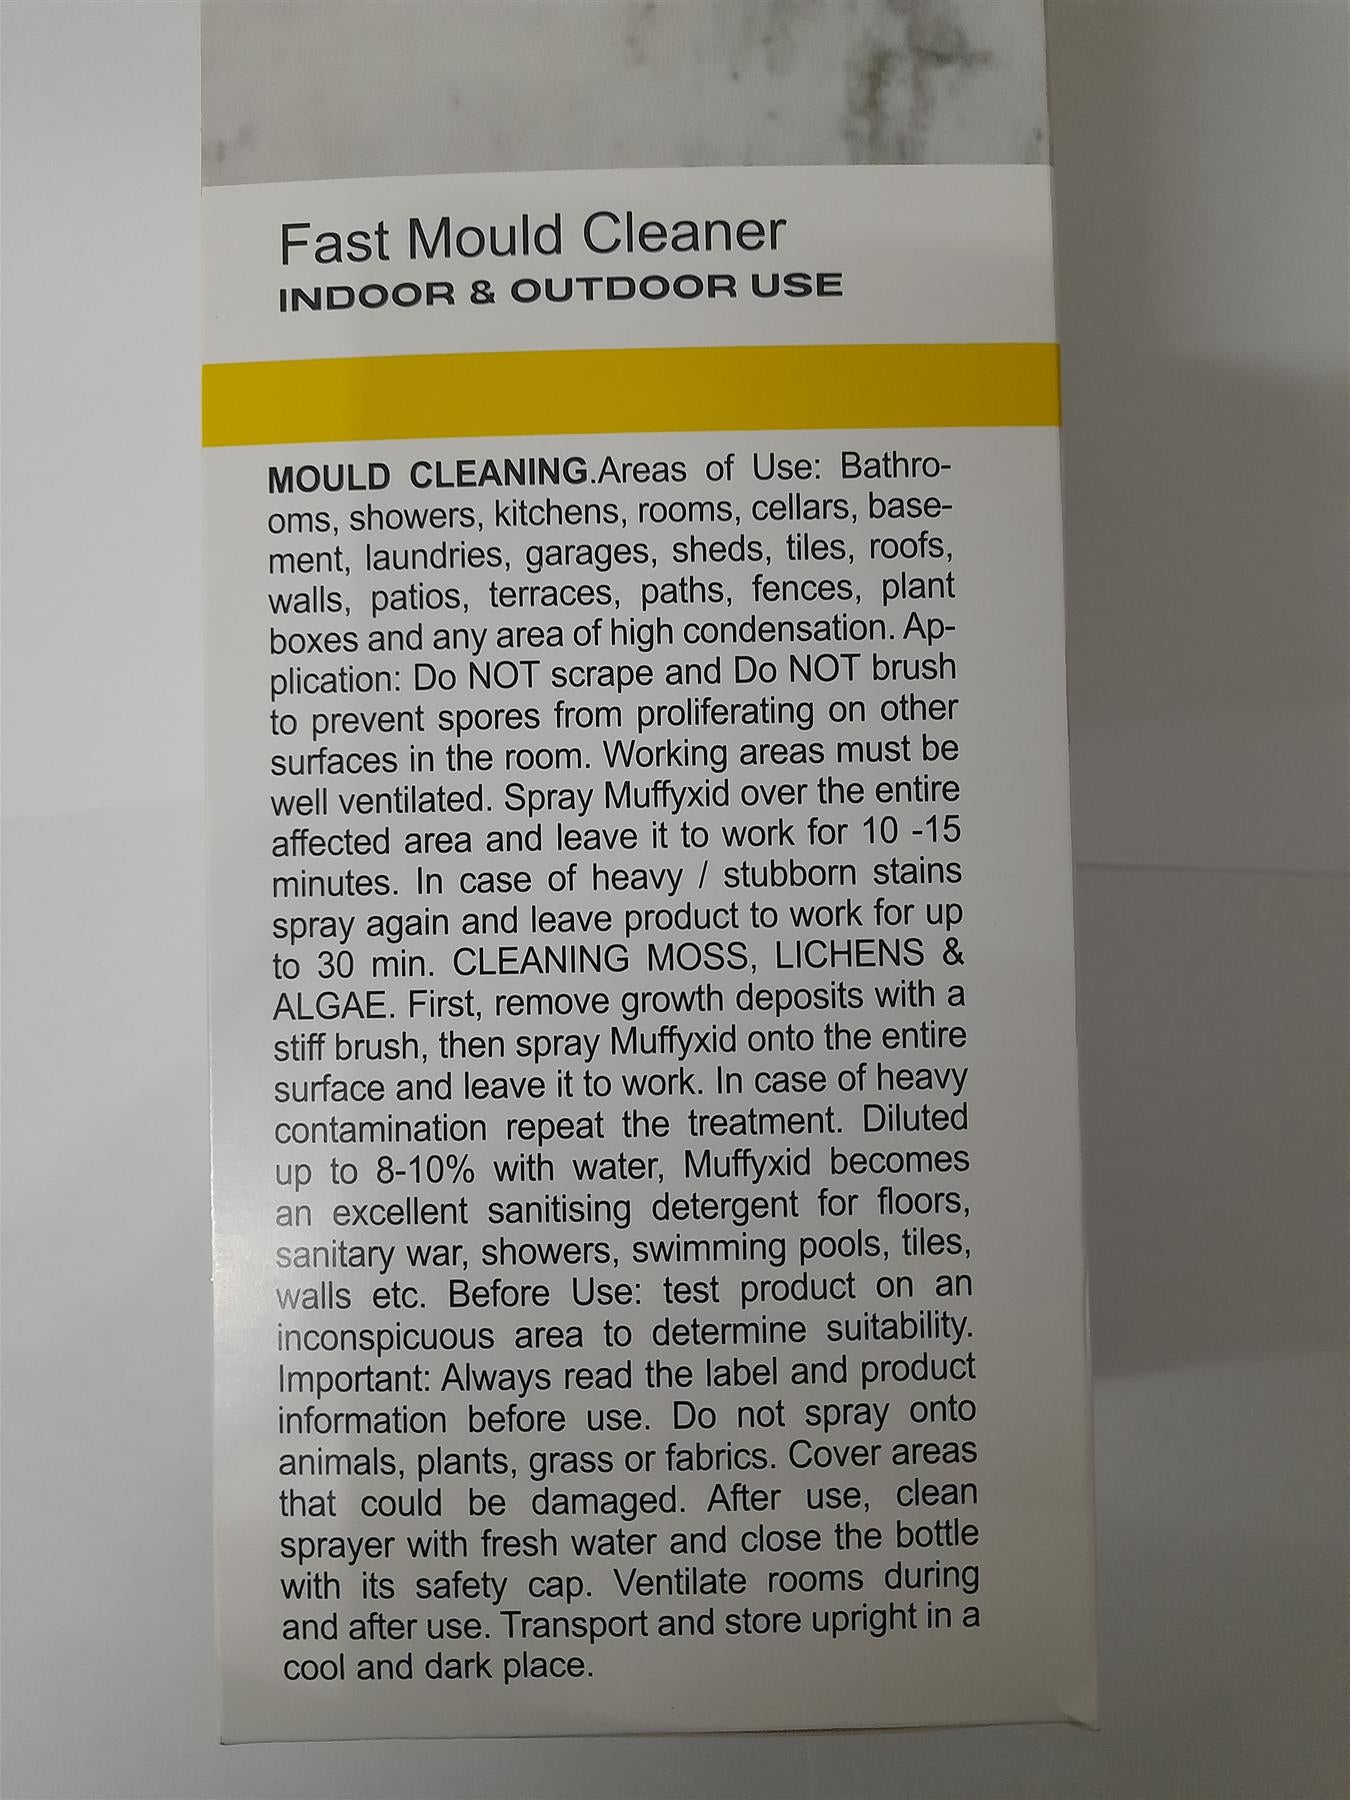 Fast Mould Cleaner
INDOOR & OUTDOOR USE
MOULD CLEANING.Areas of Use: Bathro-
oms, showers, kitchens, rooms, cellars, base-
ment, laundries, garages, sheds, tiles, roofs,
walls, patios, terraces, paths, fences, plant
boxes and any area of high condensation. Ap-
plication: Do NOT scrape and Do NOT brush
to prevent spores from proliferating on other
surfaces in the room. Working areas must be
well ventilated. Spray Muffyxid over the entire
affected area and leave it to work for 10 -15
minutes. In case of heavy / stubborn stains
spray again and leave product to work for up
to 30 min. CLEANING MOSS, LICHENS &
ALGAE. First, remove growth deposits with a
stiff brush, then spray Muffyxid onto the entire
surface and leave it to work. In case of heavy
contamination repeat the treatment. Diluted
up to 8-10% with water, Muffyxid becomes
an excellent sanitising detergent for floors,
sanitary war, showers, swimming pools, tiles,
walls etc. Before Use: test product on an
inconspicuous area to determine suitability.
Important: Always read the label and product
information before use. Do not spray onto
animals, plants, grass or fabrics. Cover areas
that could be damaged. After use, clean
sprayer with fresh water and close the bottle
with its safety cap. Ventilate rooms during
and after use. Transport and store upright in a
cool and dark place.